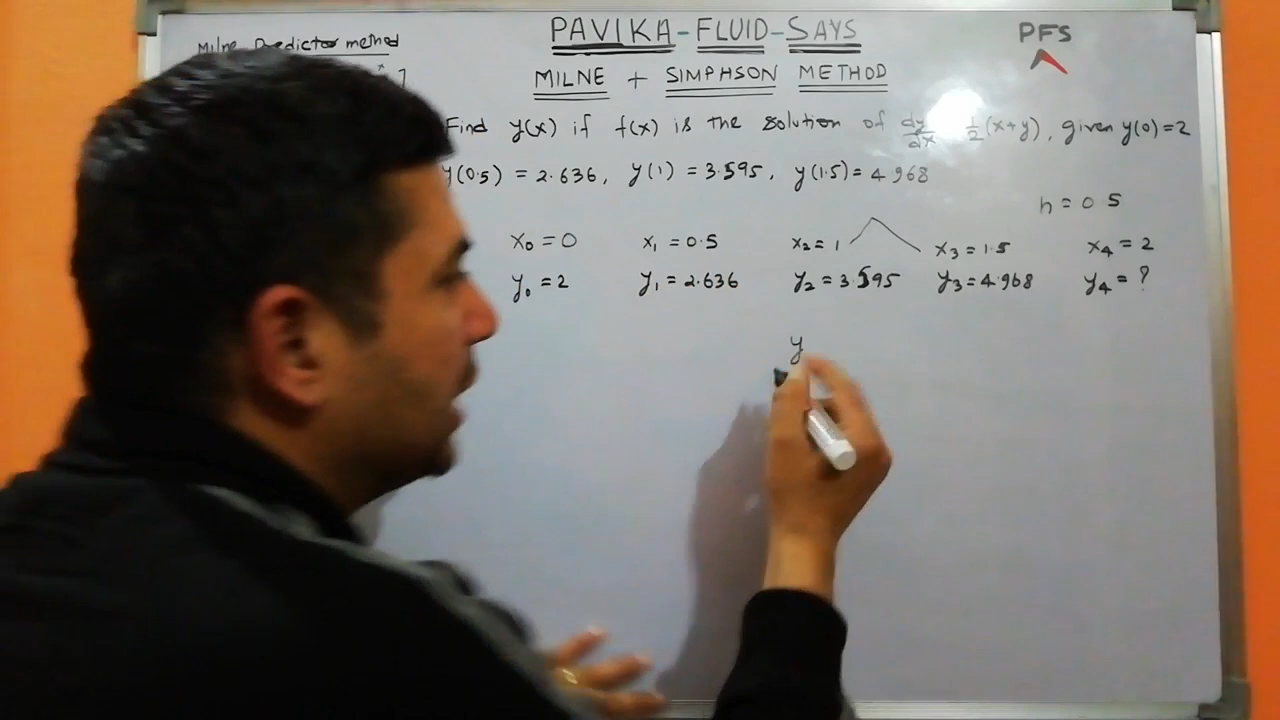 PAVIKA-FLUID-SAYS
PFS
Milne Predictor method
MILNE + SIMPHSON METHOD
Find y(x) if f(x) is the solution of dy/dx 1/2(x+y), given y(0)=2
y(0.5) = 2.636, y(1) = 3.595, y(1.5)= 4.968
h = 0.5
x₀ = 0 x₁ = 0.5 x₂ = 1 x₃ = 1.5 x₄ = 2
y₀ = 2 y₁ = 2.636 y₂ = 3.595 y₃ = 4.968 y₄ = ?
y